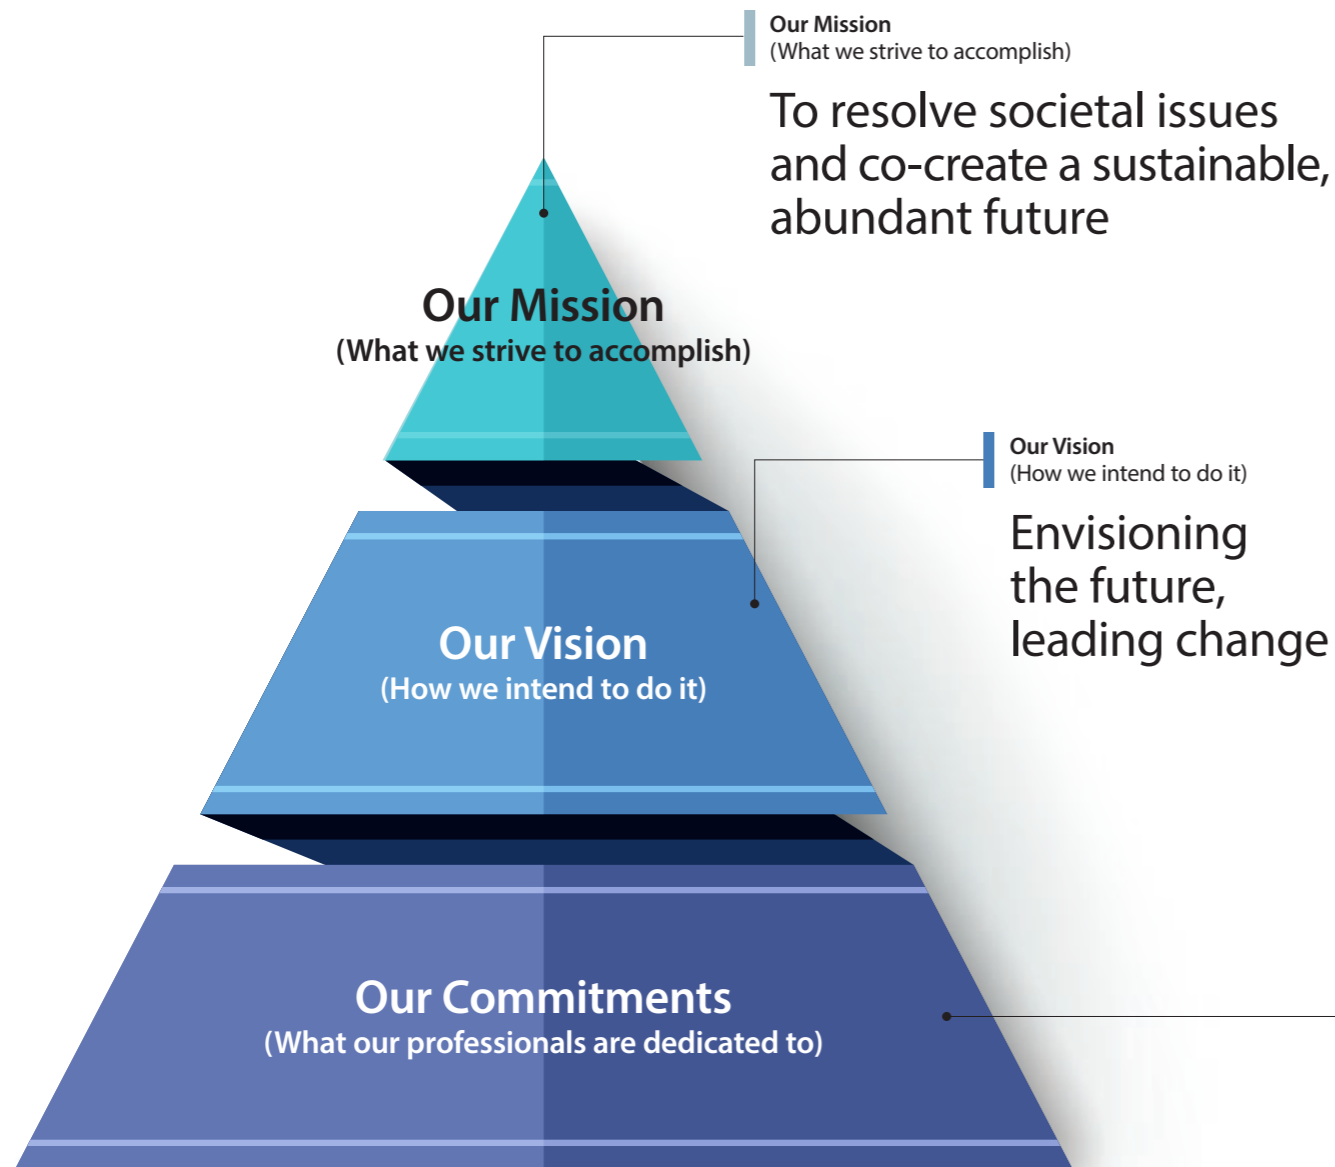 Our Mission
(What we strive to accomplish)
To resolve societal issues
and co-create a sustainable,
abundant future
Our Mission
(What we strive to accomplish)
Our Vision
(How we intend to do it)
Envisioning
the future,
leading change
Our Vision
(How we intend to do it)
Our Commitments
(What our professionals are dedicated to)